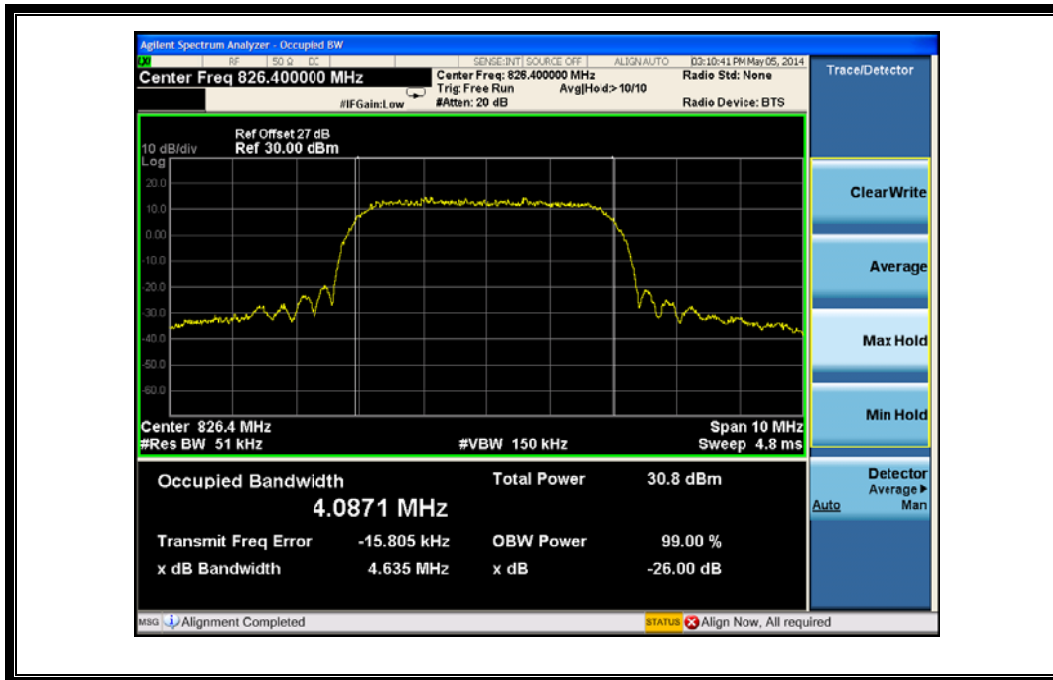 Agilent Spectrum Analyzer - Occupied BW
LXI RF 50 Ω DC SENSE:INT SOURCE OFF ALIGN AUTO 03:10:41 PM May 05, 2014
Center Freq 826.400000 MHz
Center Freq: 826.400000 MHz
Radio Std: None
Trig: Free Run Avg|Hold:>10/10
#IFGain:Low
#Atten: 20 dB
Radio Device: BTS
Trace/Detector
Ref Offset 27 dB
10 dB/div Ref 30.00 dBm
Log
20.0
10.0
0.00
-10.0
-20.0
-30.0
-40.0
-50.0
-60.0
Center 826.4 MHz
Span 10 MHz
#Res BW 51 kHz
#VBW 150 kHz
Sweep 4.8 ms
Occupied Bandwidth
4.0871 MHz
Total Power 30.8 dBm
Transmit Freq Error -15.805 kHz
OBW Power 99.00 %
x dB Bandwidth 4.635 MHz
x dB -26.00 dB
Clear Write
Average
Max Hold
Min Hold
Detector
Average ▶
Auto Man
MSG Alignment Completed
STATUS Align Now, All required